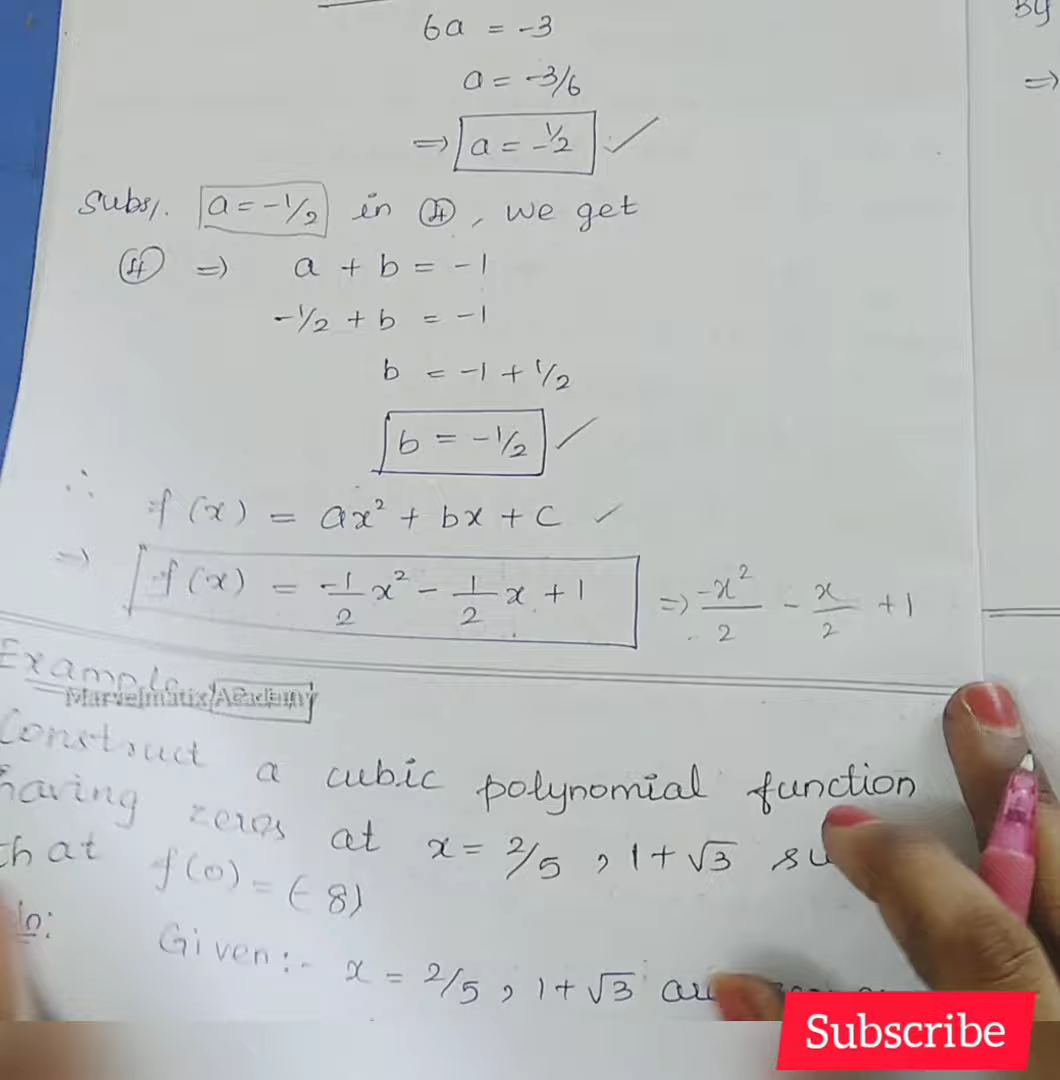 6a = -3
a = -3/6
=> a = -1/2 ✓
Subs/. a = -1/2 in ④, we get
④ => a + b = -1
-1/2 + b = -1
b = -1 + 1/2
b = -1/2 ✓
∴ f(x) = ax² + bx + c ✓
=> f(x) = -1/2 x² - 1/2 x + 1 => -x²/2 - x/2 + 1
Example
Marvelmatix Academy
Construct a cubic polynomial function
having zeros at x = 2/5 , 1+√3 su
that f(0) = (-8)
Given:- x = 2/5 , 1+√3
By
=>
Subscribe